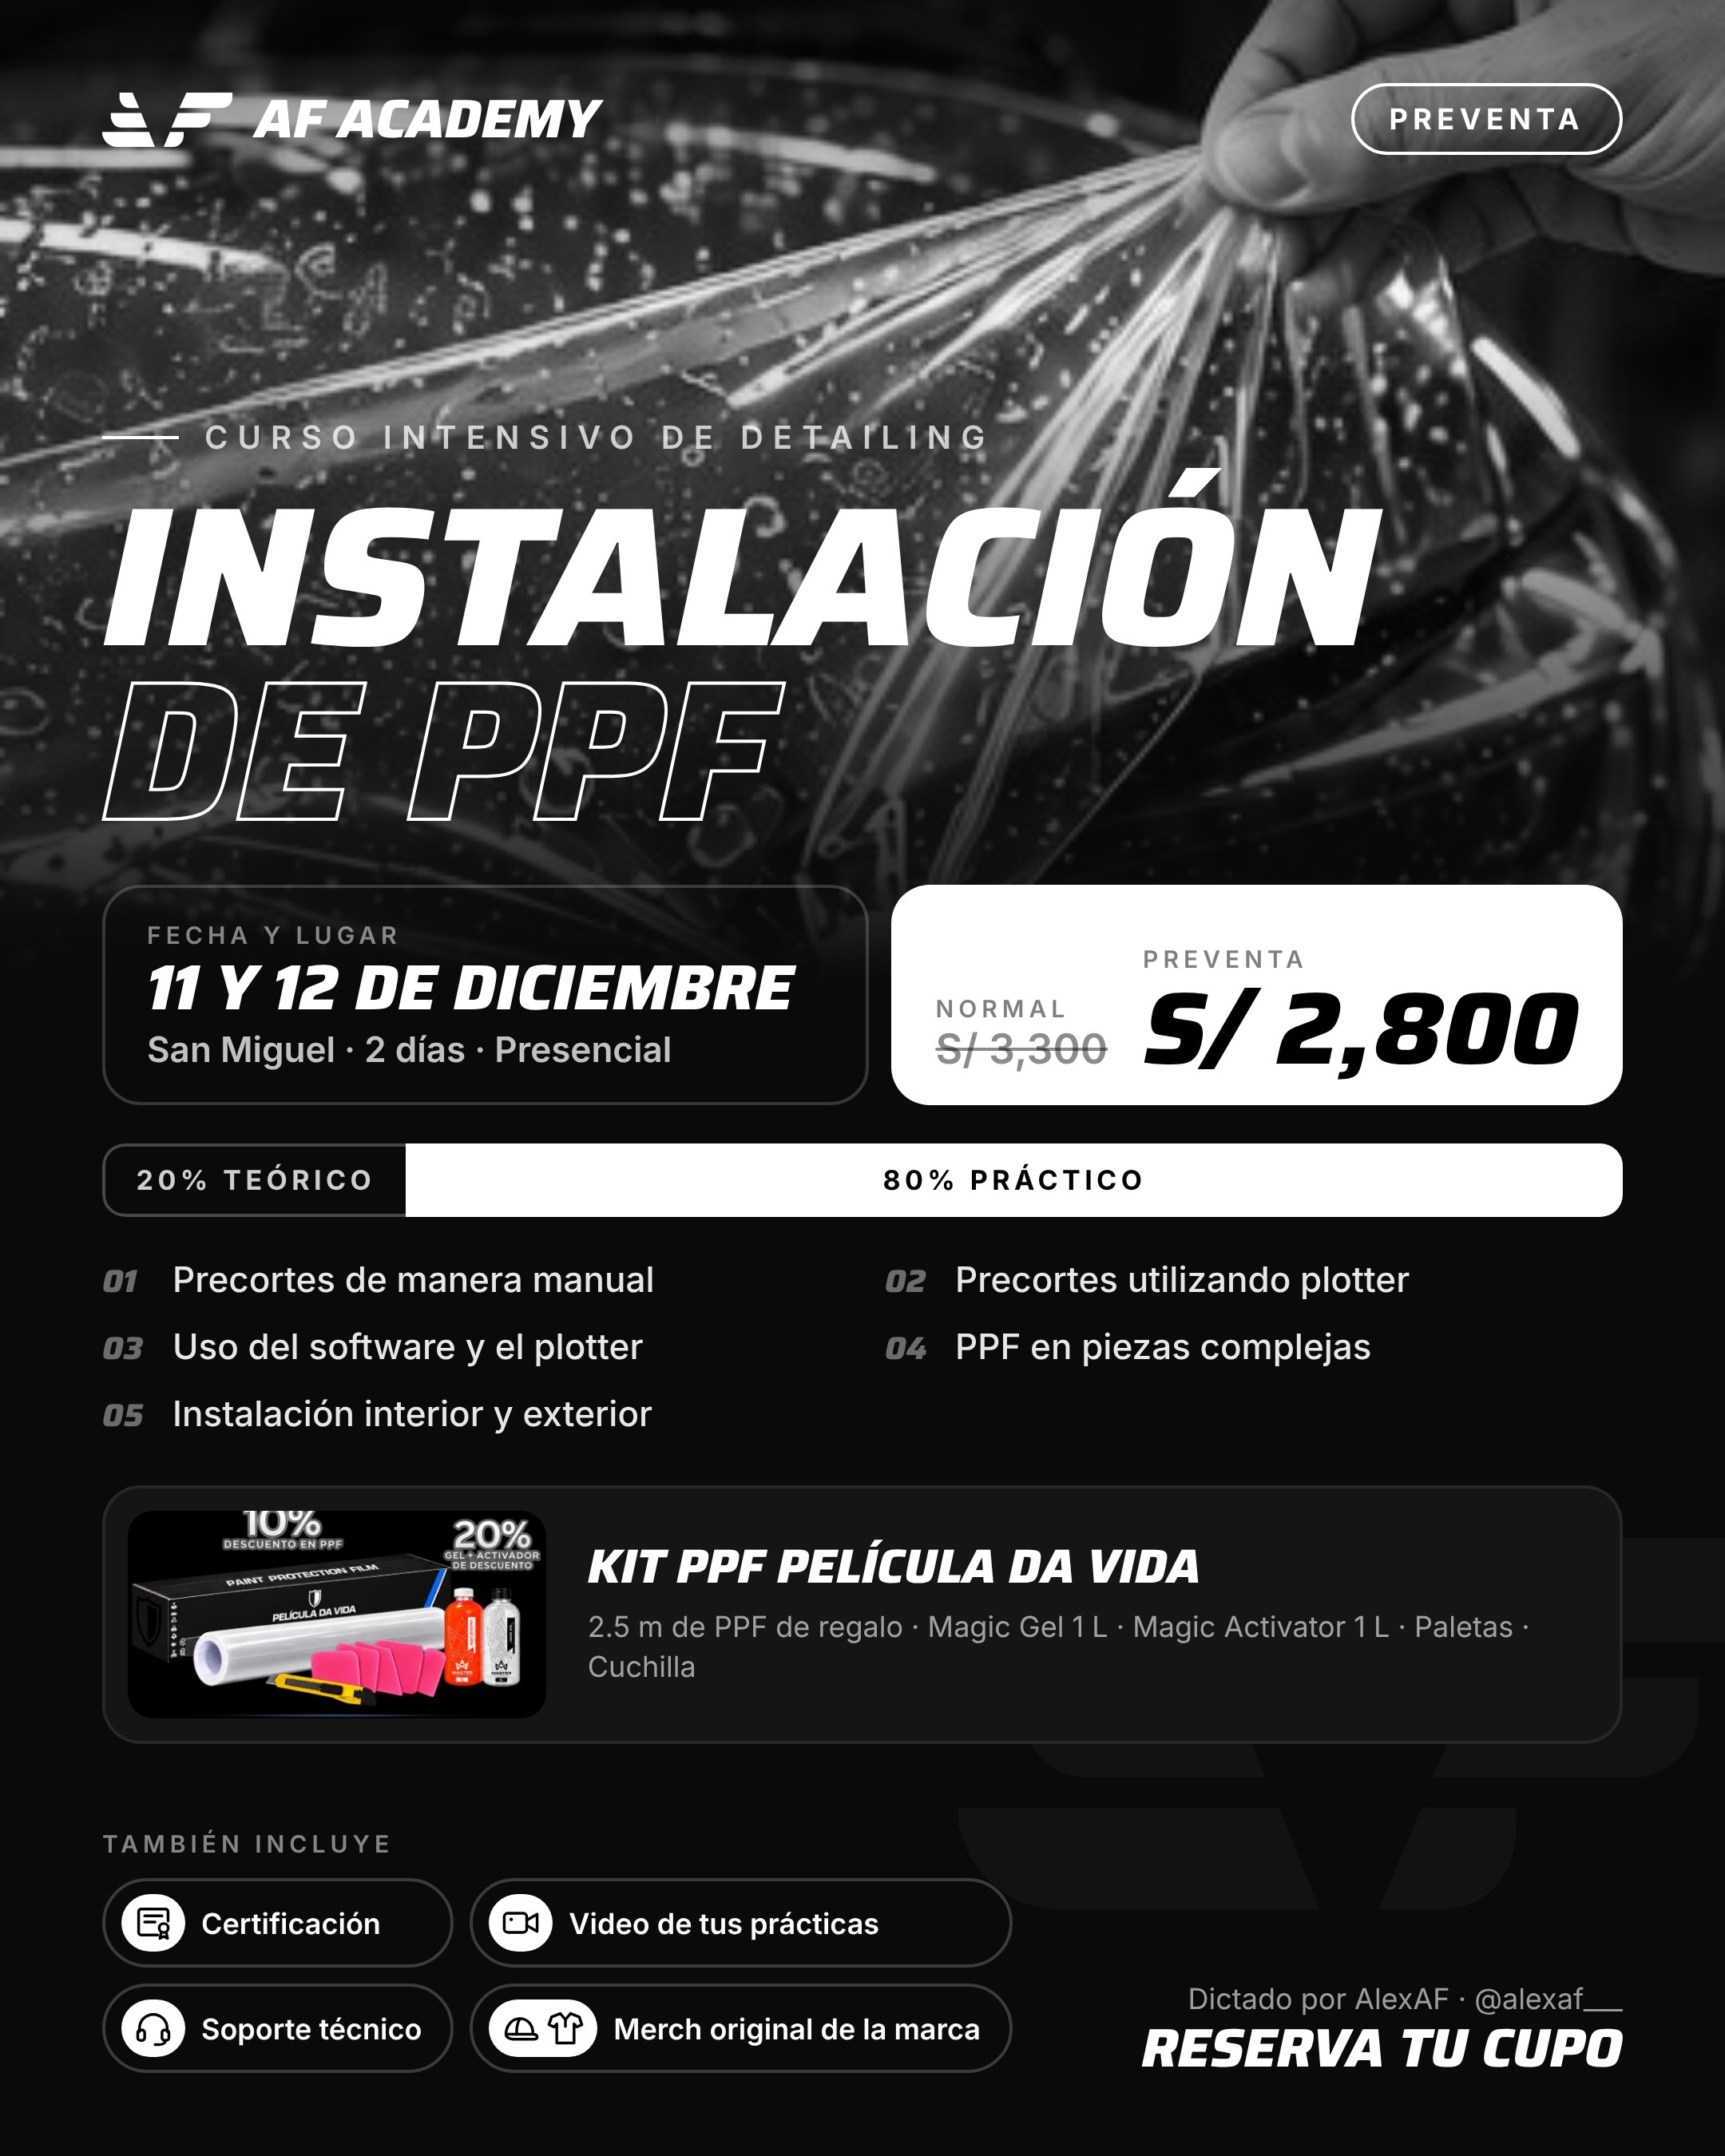 AF ACADEMY
PREVENTA
CURSO INTENSIVO DE DETAILING
INSTALACIÓN
DE PPF
FECHA Y LUGAR
11 Y 12 DE DICIEMBRE
San Miguel · 2 días · Presencial
NORMAL
S/ 3,300
PREVENTA
S/ 2,800
20% TEÓRICO
80% PRÁCTICO
01 Precortes de manera manual
02 Precortes utilizando plotter
03 Uso del software y el plotter
04 PPF en piezas complejas
05 Instalación interior y exterior
10%
DESCUENTO EN PPF
20%
GEL + ACTIVADOR
DE DESCUENTO
PAINT PROTECTION FILM
PELÍCULA DA VIDA
MASTER
MASTER
KIT PPF PELÍCULA DA VIDA
2.5 m de PPF de regalo · Magic Gel 1 L · Magic Activator 1 L · Paletas ·
Cuchilla
TAMBIÉN INCLUYE
Certificación
Video de tus prácticas
Soporte técnico
Merch original de la marca
Dictado por AlexAF · @alexaf__
RESERVA TU CUPO